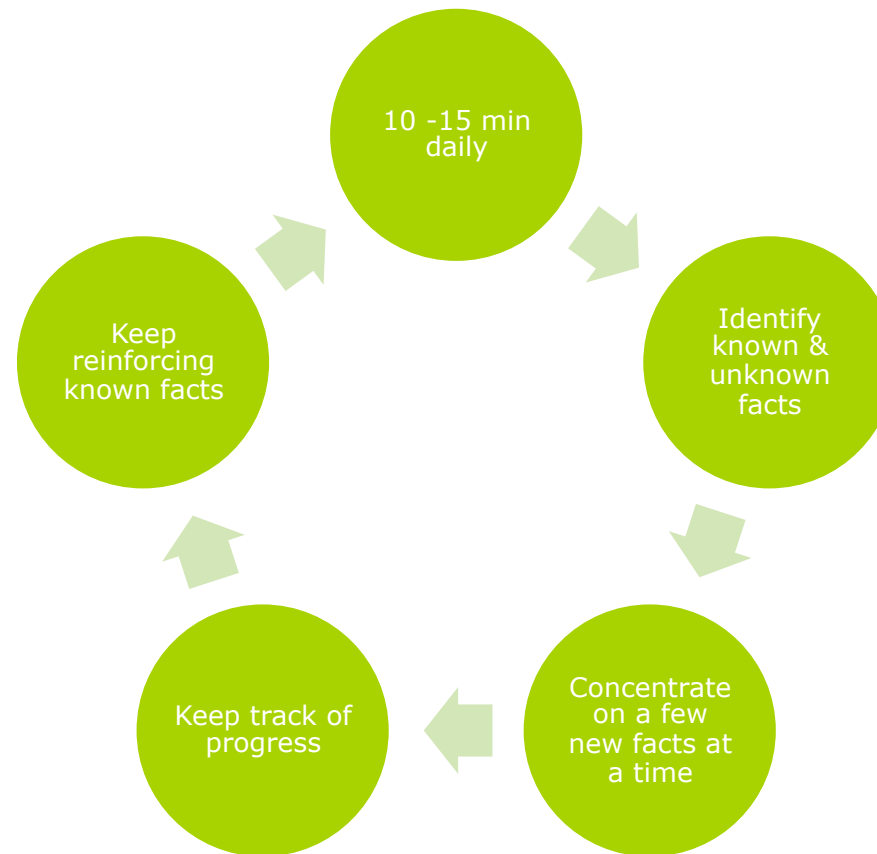 10 -15 min
daily
Identify
known &
unknown
facts
Concentrate
on a few
new facts at
a time
Keep track of
progress
Keep
reinforcing
known facts